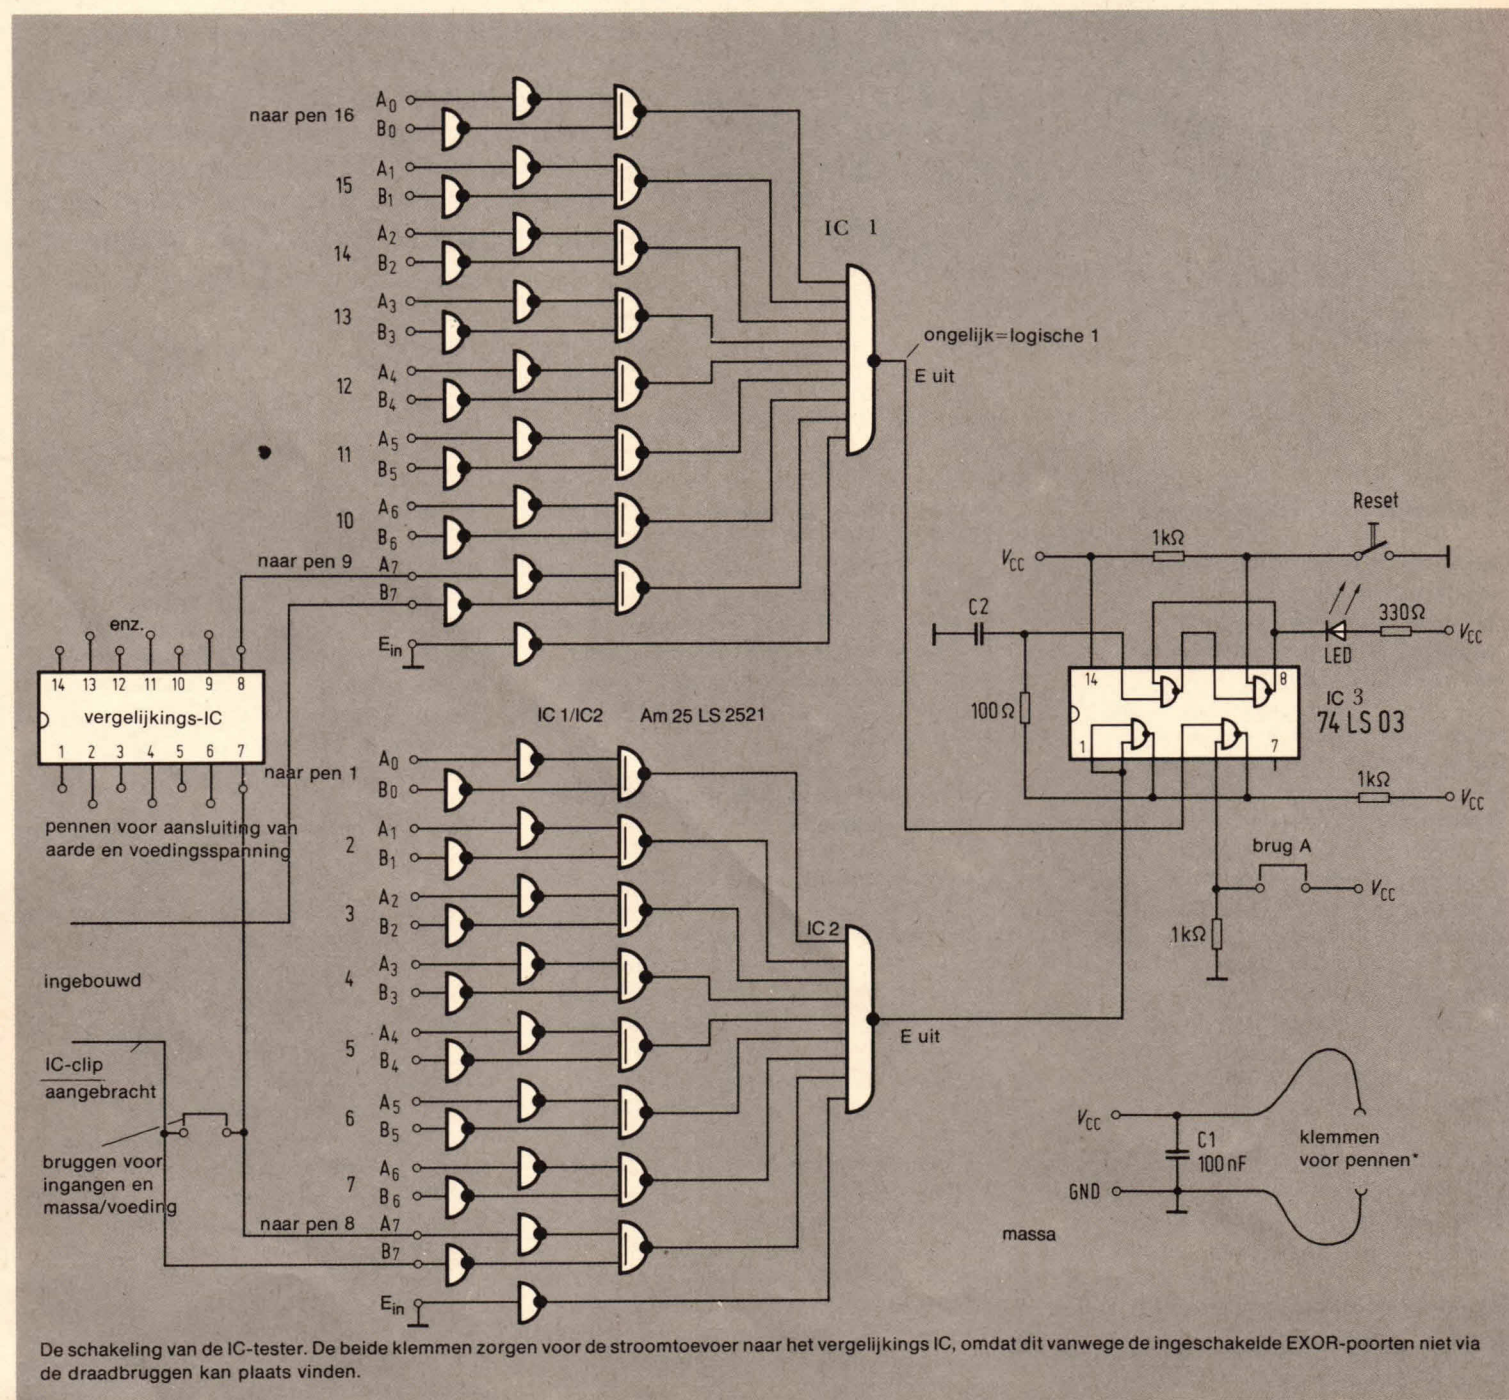 naar pen 16
A0
B0
15
A1
B1
14
A2
B2
13
A3
B3
12
A4
B4
11
A5
B5
10
A6
B6
naar pen 9
A7
B7
Ein
IC 1
ongelijk=logische 1
E uit
enz.
14 13 12 11 10 9 8
vergelijkings-IC
1 2 3 4 5 6 7
pennen voor aansluiting van
aarde en voedingsspanning
ingebouwd
IC-clip
aangebracht
bruggen voor
ingangen en
massa/voeding
IC 1/IC2 Am 25 LS 2521
naar pen 1
A0
B0
2
A1
B1
3
A2
B2
4
A3
B3
5
A4
B4
6
A5
B5
7
A6
B6
naar pen 8
A7
B7
Ein
IC 2
E uit
Reset
VCC
1kΩ
C2
LED
330Ω
VCC
100Ω
14
8
1
7
IC 3
74 LS 03
1kΩ
VCC
brug A
VCC
1kΩ
VCC
C1
100nF
GND
klemmen
voor pennen*
massa
De schakeling van de IC-tester. De beide klemmen zorgen voor de stroomtoevoer naar het vergelijkings IC, omdat dit vanwege de ingeschakelde EXOR-poorten niet via
de draadbruggen kan plaats vinden.